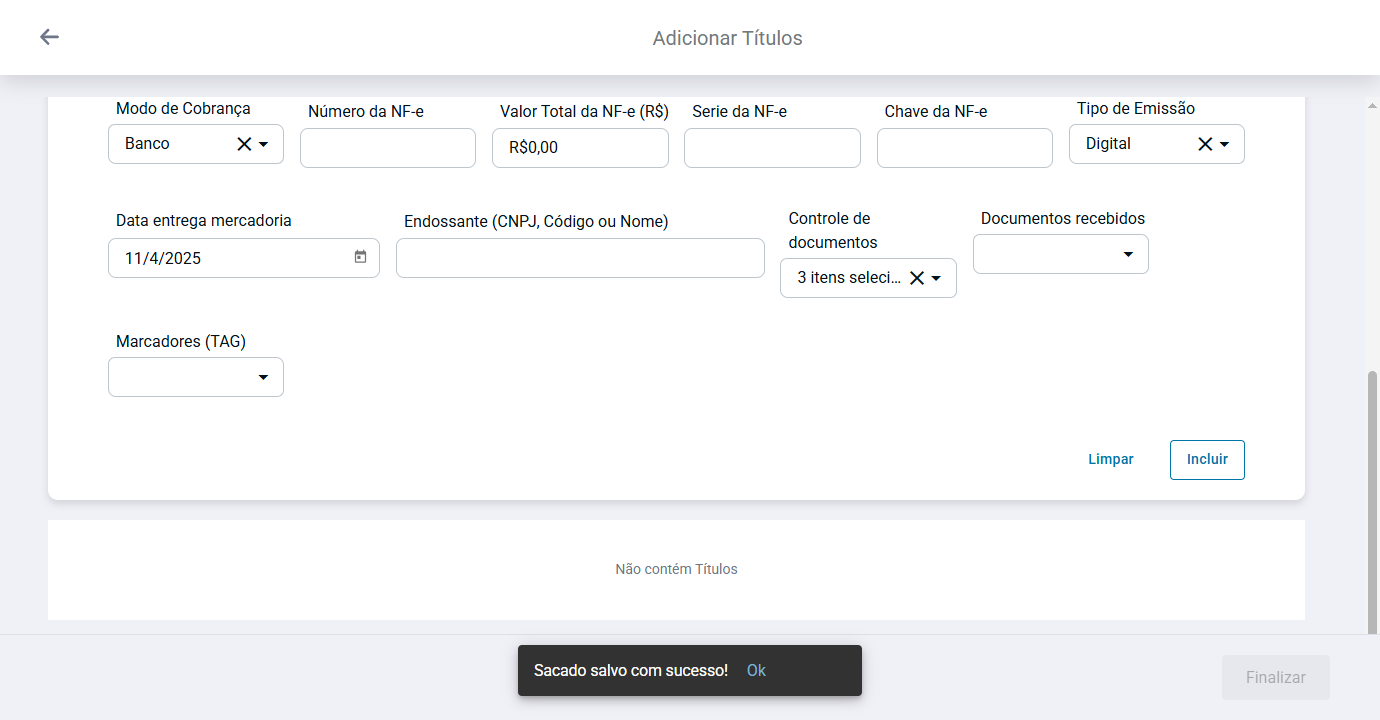 Adicionar Títulos
Modo de Cobrança
Número da NF-e
Valor Total da NF-e (R$)
Serie da NF-e
Chave da NF-e
Tipo de Emissão
Banco
R$0,00
Digital
Data entrega mercadoria
Endossante (CNPJ, Código ou Nome)
Controle de
documentos
Documentos recebidos
11/4/2025
3 itens seleci...
Marcadores (TAG)
Limpar
Incluir
Não contém Títulos
Sacado salvo com sucesso!
Ok
Finalizar